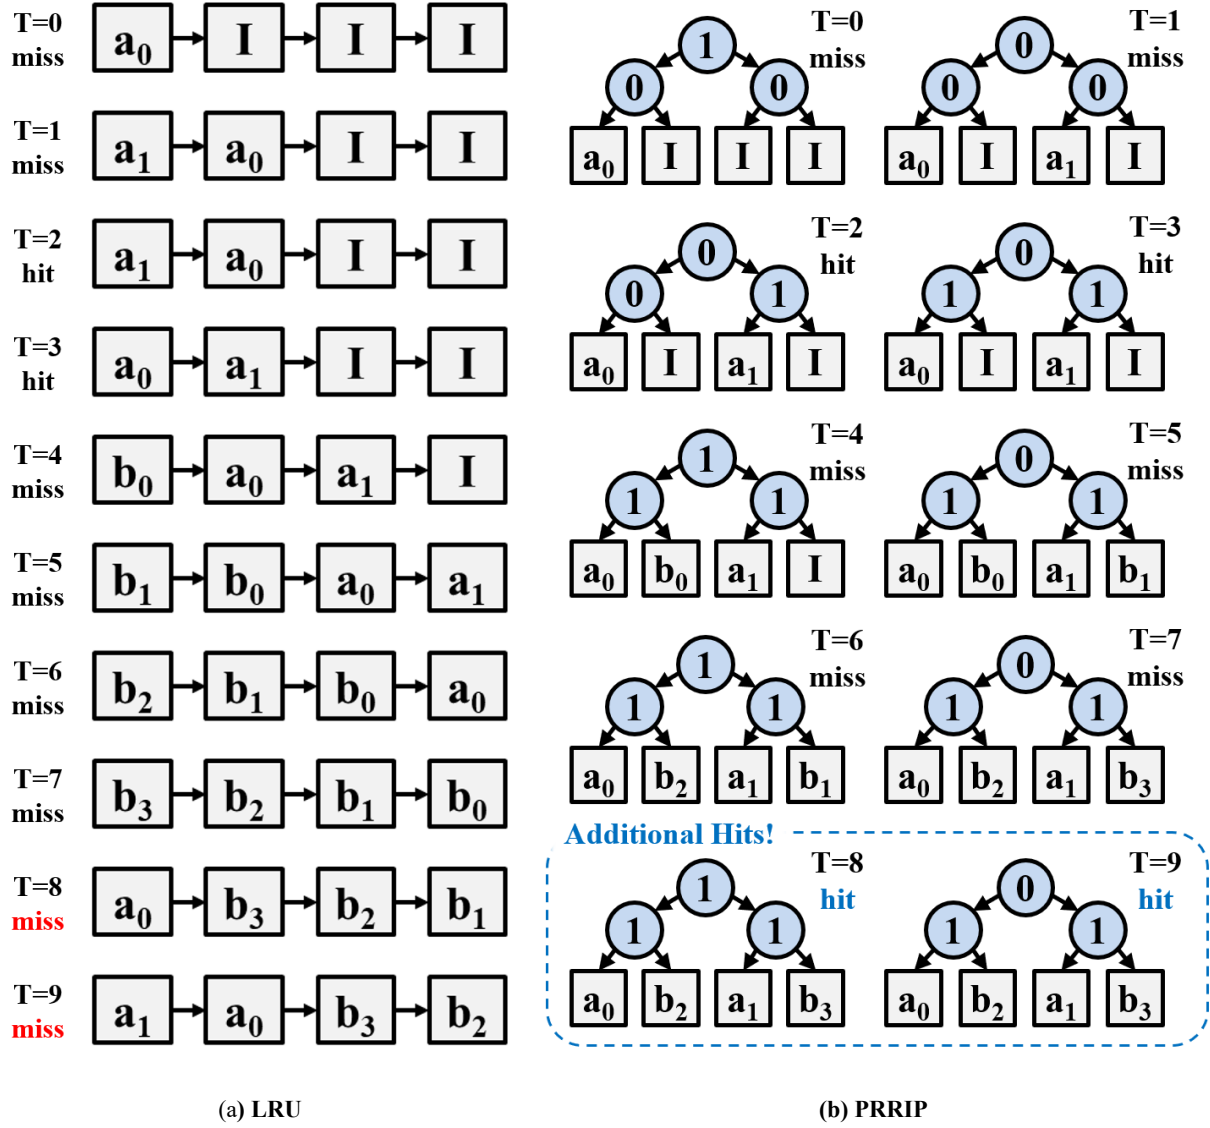 T=0
miss
a0 I I I
T=1
miss
a1 a0 I I
T=2
hit
a1 a0 I I
T=3
hit
a0 a1 I I
T=4
miss
b0 a0 a1 I
T=5
miss
b1 b0 a0 a1
T=6
miss
b2 b1 b0 a0
T=7
miss
b3 b2 b1 b0
T=8
miss
a0 b3 b2 b1
T=9
miss
a1 a0 b3 b2
(a) LRU
T=0
miss
1
0 0
a0 I I I
T=1
miss
0
0 0
a0 I a1 I
T=2
hit
0
0 1
a0 I a1 I
T=3
hit
0
1 1
a0 I a1 I
T=4
miss
1
1 1
a0 b0 a1 I
T=5
miss
0
1 1
a0 b0 a1 b1
T=6
miss
1
1 1
a0 b2 a1 b1
T=7
miss
0
1 1
a0 b2 a1 b3
Additional Hits!
T=8
hit
1
1 1
a0 b2 a1 b3
T=9
hit
0
1 1
a0 b2 a1 b3
(b) PRRIP